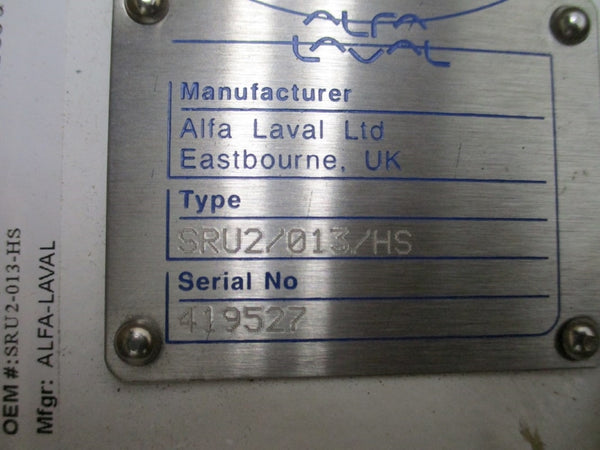 ALFA
LAVAL
Manufacturer
Alfa Laval Ltd
Eastbourne, UK
Type
SRU2/013/HS
Serial No
419527
OEM #:SRU2-013-HS
Mfgr: ALFA-LAVAL